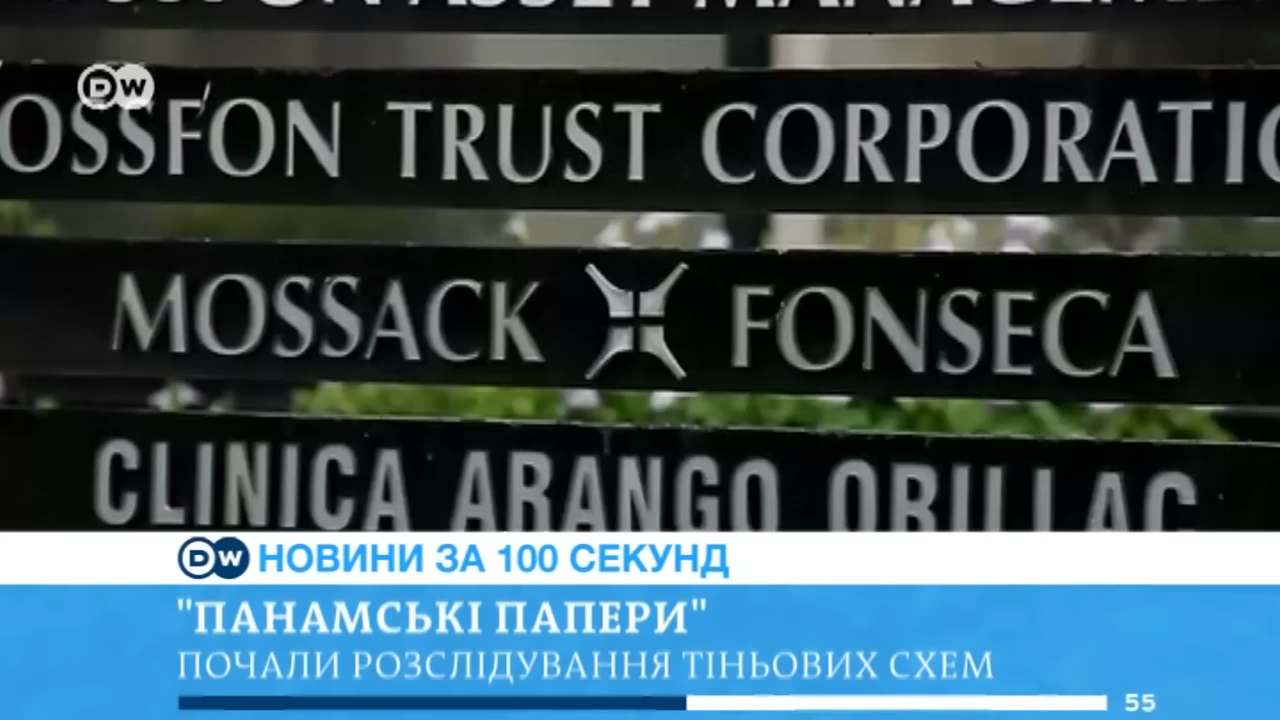 DW
OSSFON TRUST CORPORATIO
MOSSACK FONSECA
CLINICA ARANGO ORILLAC
DW НОВИНИ ЗА 100 СЕКУНД
"ПАНАМСЬКІ ПАПЕРИ"
ПОЧАЛИ РОЗСЛІДУВАННЯ ТІНЬОВИХ СХЕМ
55